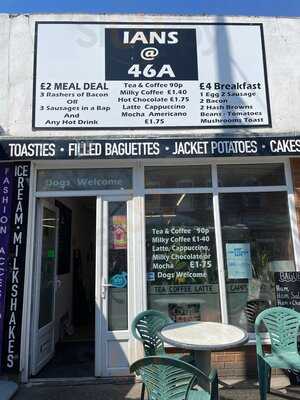 IANS
@
46A
£2 MEAL DEAL
3 Rashers of Bacon
OR
3 Sausages in a Bap
And
Any Hot Drink
Tea & Coffee 90p
Milky Coffee £1.40
Hot Chocolate £1.75
Latte Cappuccino
Mocha Americano
£1.75
£4 Breakfast
1 Egg 2 Sausage
2 Bacon
2 Hash Browns
Beans - Tomatoes
Mushrooms Toast
TOASTIES • FILLED BAGUETTES • JACKET POTATOES • CAKES
Dogs Welcome
FASHION
ICE CREAM • MILKSHAKES
Tea & Coffee 90p
Milky Coffee £1.40
Latte, Cappuccino,
Milky Chocolate or
Mocha £1-75
Dogs Welcome
TEA COFFEE LATTE